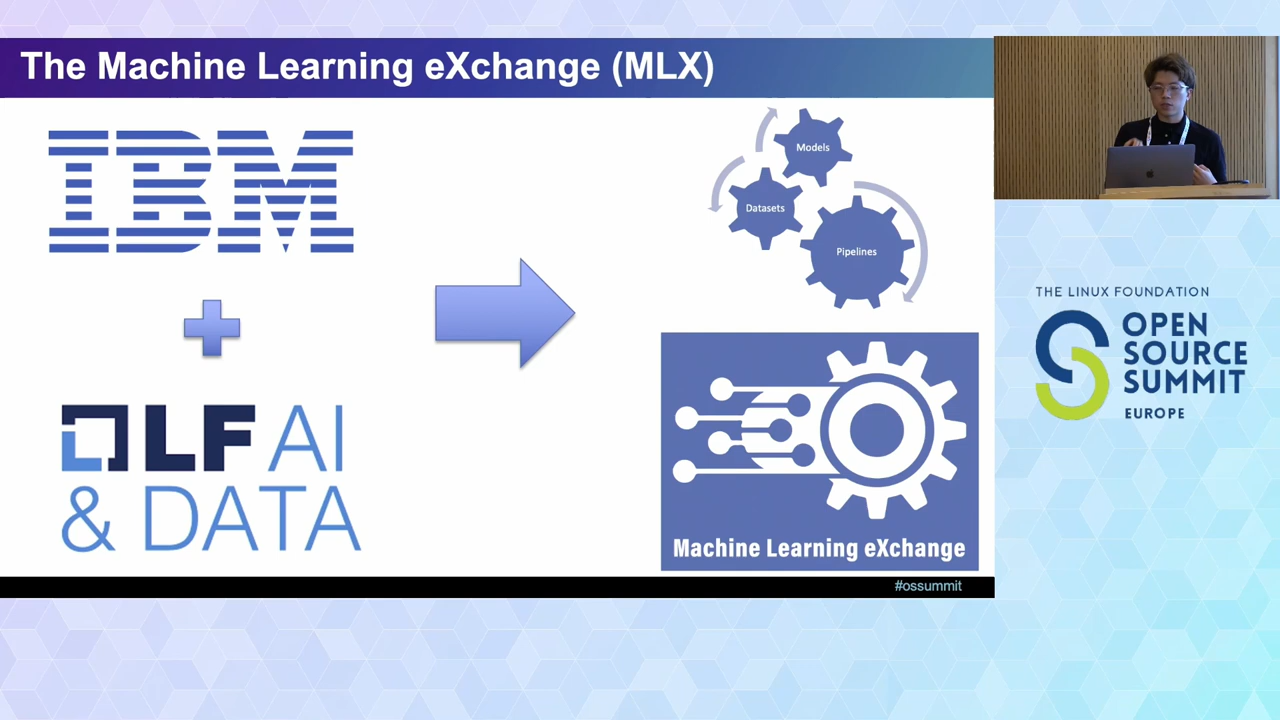 The Machine Learning eXchange (MLX)
IBM
LF AI
& DATA
Models
Datasets
Pipelines
Machine Learning eXchange
#ossummit
THE LINUX FOUNDATION
OPEN
SOURCE
SUMMIT
EUROPE